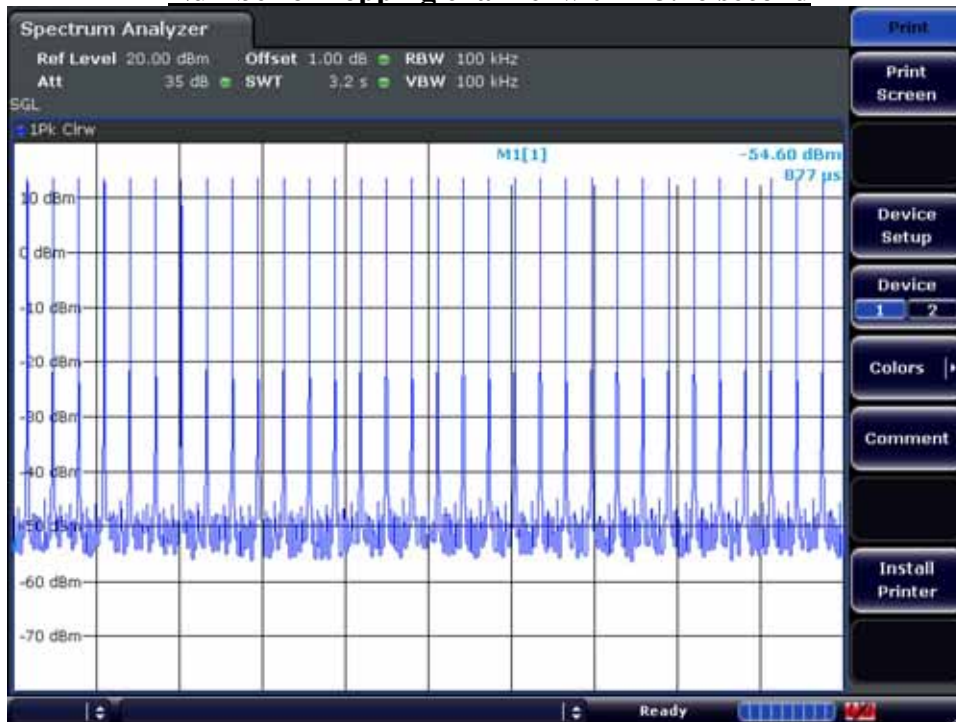 Spectrum Analyzer
Ref Level 20.00 dBm Offset 1.00 dB RBW 100 kHz
Att 35 dB SWT 3.2 s VBW 100 kHz
SGL
1Pk Clrw
M1[1] -54.60 dBm
877 µs
10 dBm
0 dBm
-10 dBm
-20 dBm
-30 dBm
-40 dBm
-50 dBm
-60 dBm
-70 dBm
Print
Print Screen
Device Setup
Device
1 2
Colors
Comment
Install Printer
Ready